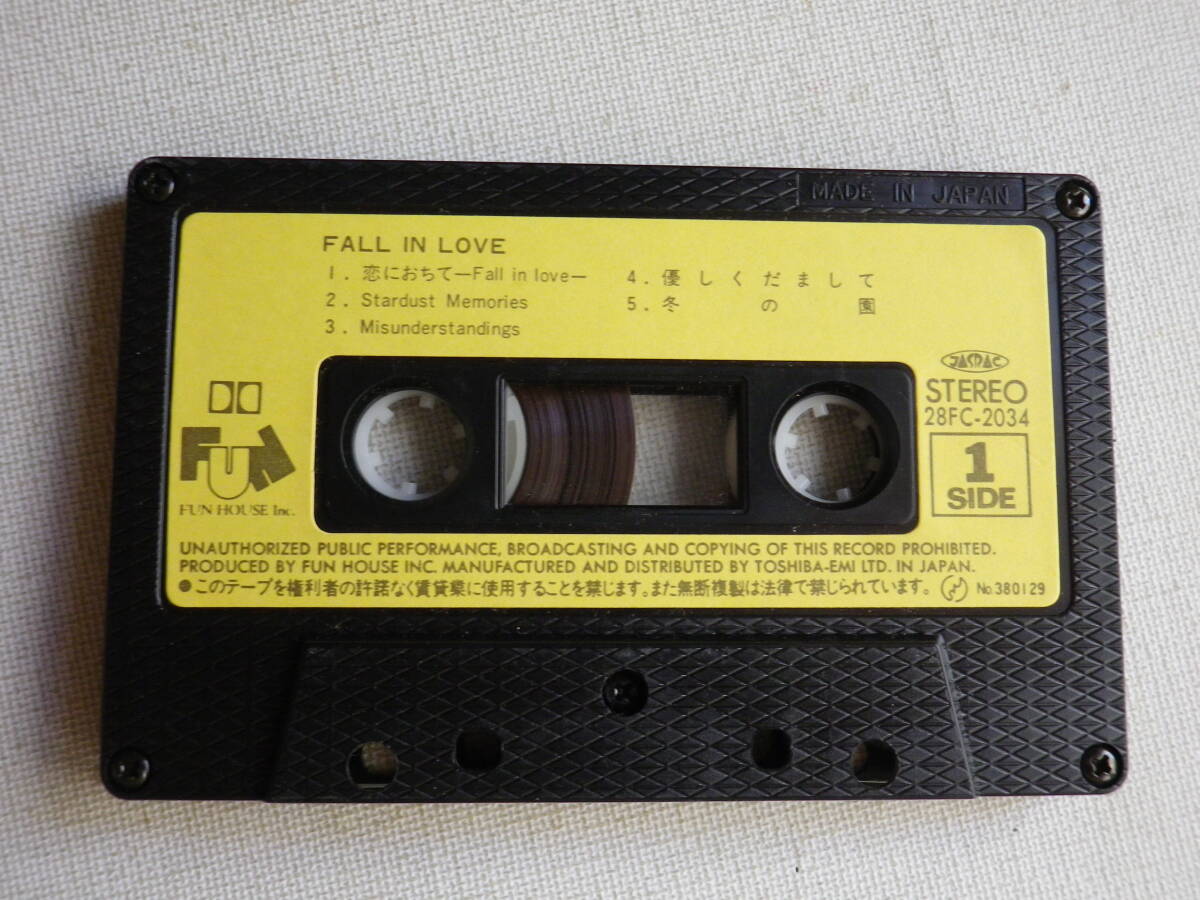 MADE IN JAPAN
FALL IN LOVE
1. 恋におちて—Fall in love—
2. Stardust Memories
3. Misunderstandings
4. 優しくだまして
5. 冬の園
JASRAC
STEREO
28FC-2034
1
SIDE
FUN
FUN HOUSE Inc.
UNAUTHORIZED PUBLIC PERFORMANCE, BROADCASTING AND COPYING OF THIS RECORD PROHIBITED.
PRODUCED BY FUN HOUSE INC. MANUFACTURED AND DISTRIBUTED BY TOSHIBA-EMI LTD. IN JAPAN.
●このテープを権利者の許諾なく賃貸業に使用することを禁じます。また無断複製は法律で禁じられています。 No.380129